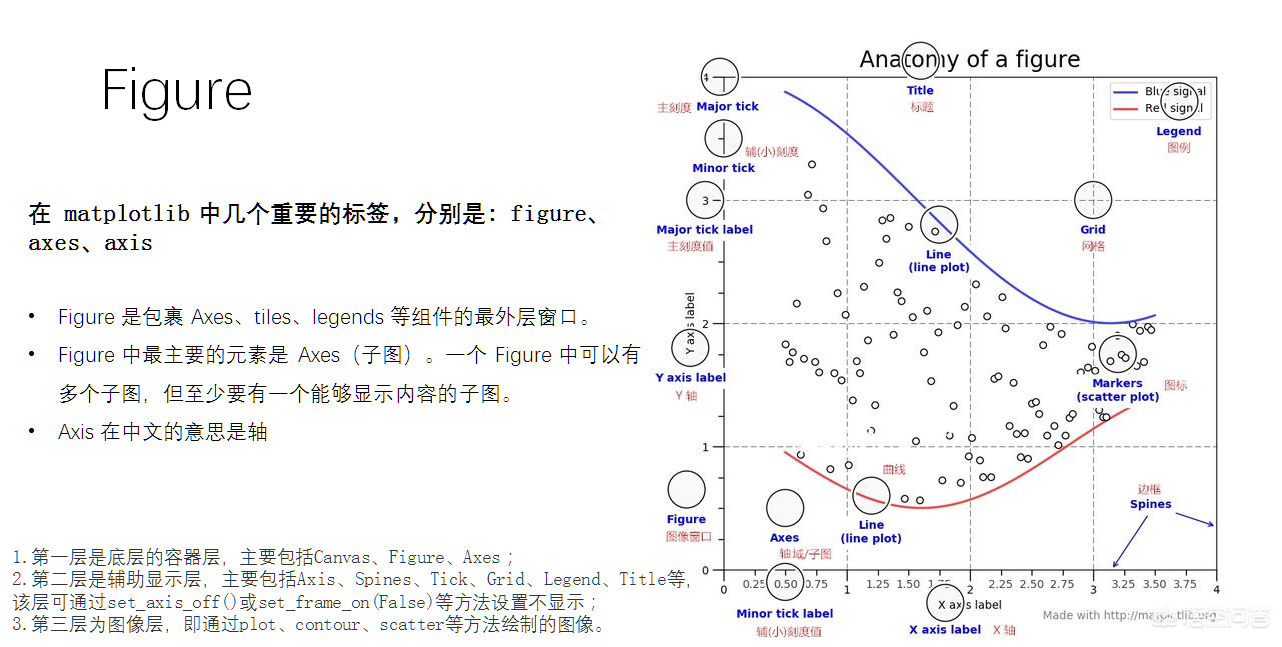 Figure
在 matplotlib 中几个重要的标签，分别是：figure、
axes、axis
• Figure 是包裹 Axes、tiles、legends 等组件的最外层窗口。
• Figure 中最主要的元素是 Axes（子图）。一个 Figure 中可以有
多个子图，但至少要有一个能够显示内容的子图。
• Axis 在中文的意思是轴
1.第一层是底层的容器层，主要包括Canvas、Figure、Axes；
2.第二层是辅助显示层，主要包括Axis、Spines、Tick、Grid、Legend、Title等，
该层可通过set_axis_off()或set_frame_on(False)等方法设置不显示；
3.第三层为图像层，即通过plot、contour、scatter等方法绘制的图像。
Anatomy of a figure
Title
标题
Blue signal
Red signal
Legend
图例
4
主刻度 Major tick
辅(小)刻度
Minor tick
3
Major tick label
主刻度值
Grid
网格
Line
(line plot)
2
Y axis label
Y axis label
Y 轴
Markers
(scatter plot)
图标
1
曲线
Line
(line plot)
Figure
图像窗口
Axes
轴域/子图
边框
Spines
0
0 0.25 0.50 0.75 1 1.25 1.50 2 2.25 2.50 2.75 3 3.25 3.50 3.75 4
Minor tick label
辅(小)刻度值
X axis label
X axis label X 轴
Made with http://matplotlib.org
悟空问答